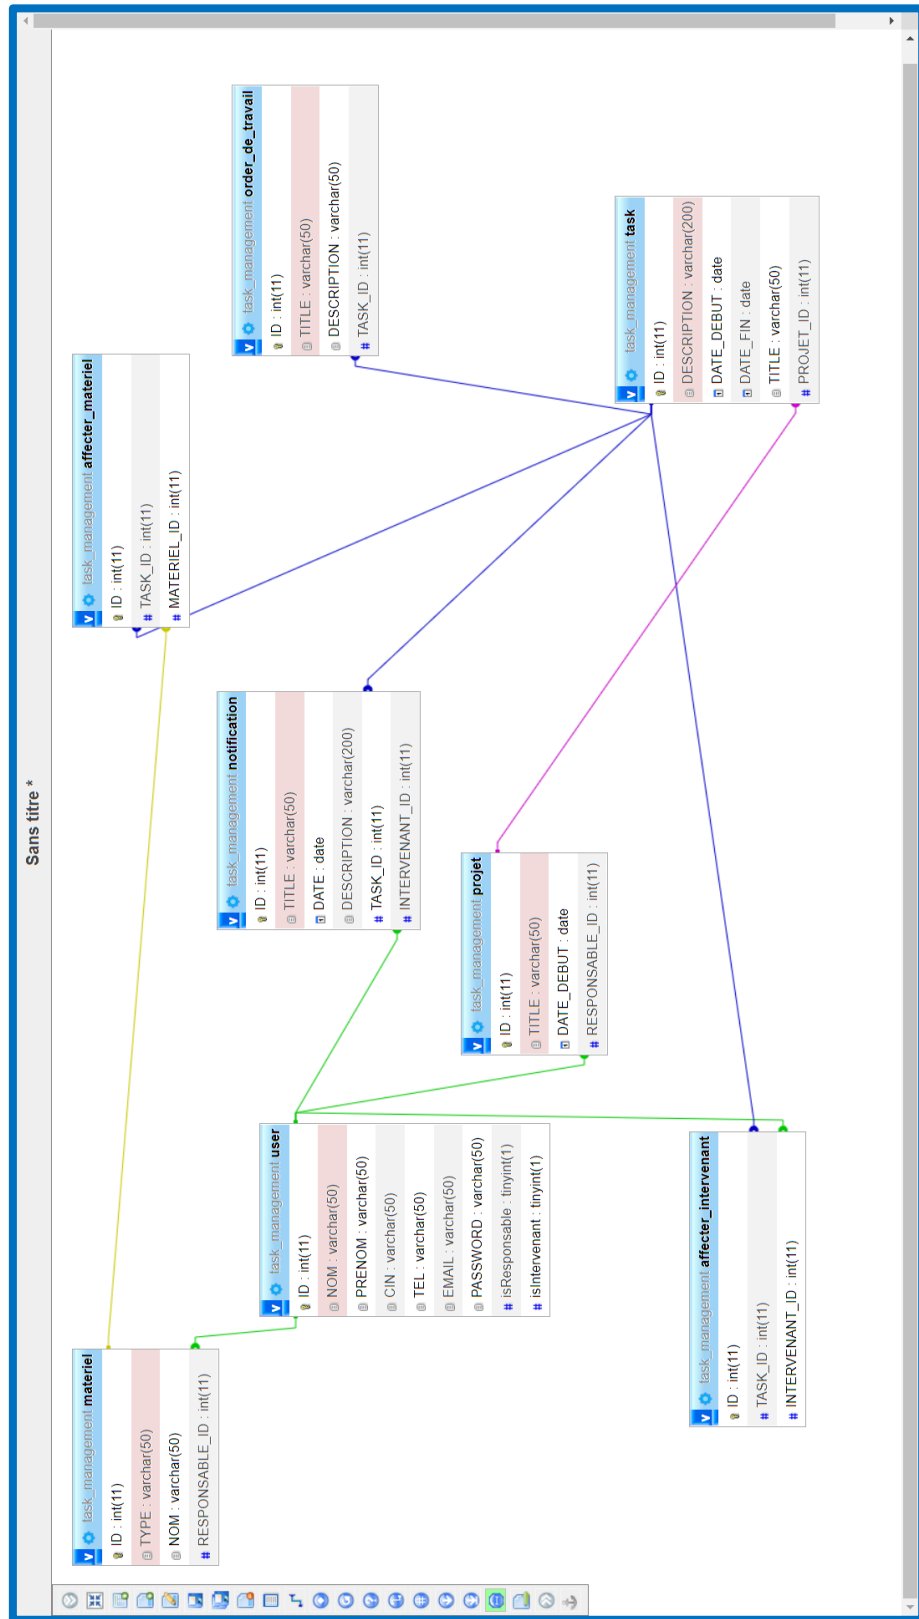 Sans titre *
v task_management materiel
ID : int(11)
TYPE : varchar(50)
NOM : varchar(50)
# RESPONSABLE_ID : int(11)
v task_management affecter_materiel
ID : int(11)
# TASK_ID : int(11)
# MATERIEL_ID : int(11)
v task_management user
ID : int(11)
NOM : varchar(50)
PRENOM : varchar(50)
CIN : varchar(50)
TEL : varchar(50)
EMAIL : varchar(50)
PASSWORD : varchar(50)
# isResponsable : tinyint(1)
# isIntervenant : tinyint(1)
v task_management notification
ID : int(11)
TITLE : varchar(50)
DATE : date
DESCRIPTION : varchar(200)
# TASK_ID : int(11)
# INTERVENANT_ID : int(11)
v task_management order_de_travail
ID : int(11)
TITLE : varchar(50)
DESCRIPTION : varchar(50)
# TASK_ID : int(11)
v task_management projet
ID : int(11)
TITLE : varchar(50)
DATE_DEBUT : date
# RESPONSABLE_ID : int(11)
v task_management task
ID : int(11)
DESCRIPTION : varchar(200)
DATE_DEBUT : date
DATE_FIN : date
TITLE : varchar(50)
# PROJET_ID : int(11)
v task_management affecter_intervenant
ID : int(11)
# TASK_ID : int(11)
# INTERVENANT_ID : int(11)